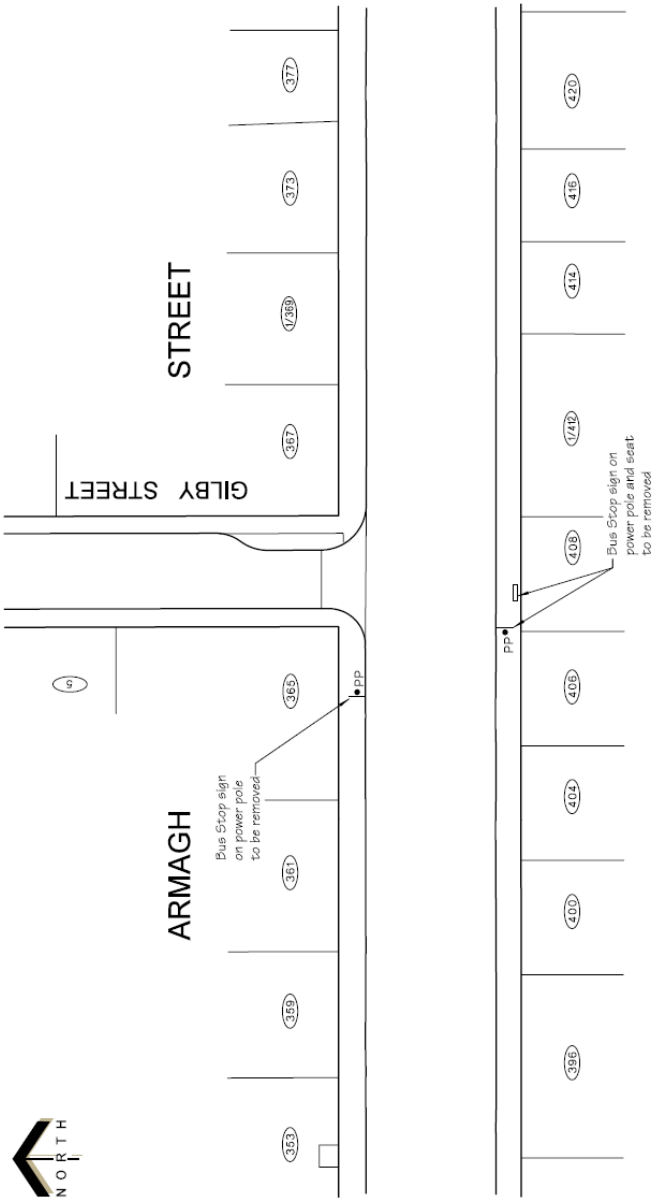 377
373
1/369
367
STREET
GILBY STREET
5
365
PP
Bus Stop sign
on power pole
to be removed
ARMAGH
361
359
353
NORTH
420
416
414
1/412
408
Bus Stop sign on
power pole and seat
to be removed
PP
406
404
400
396